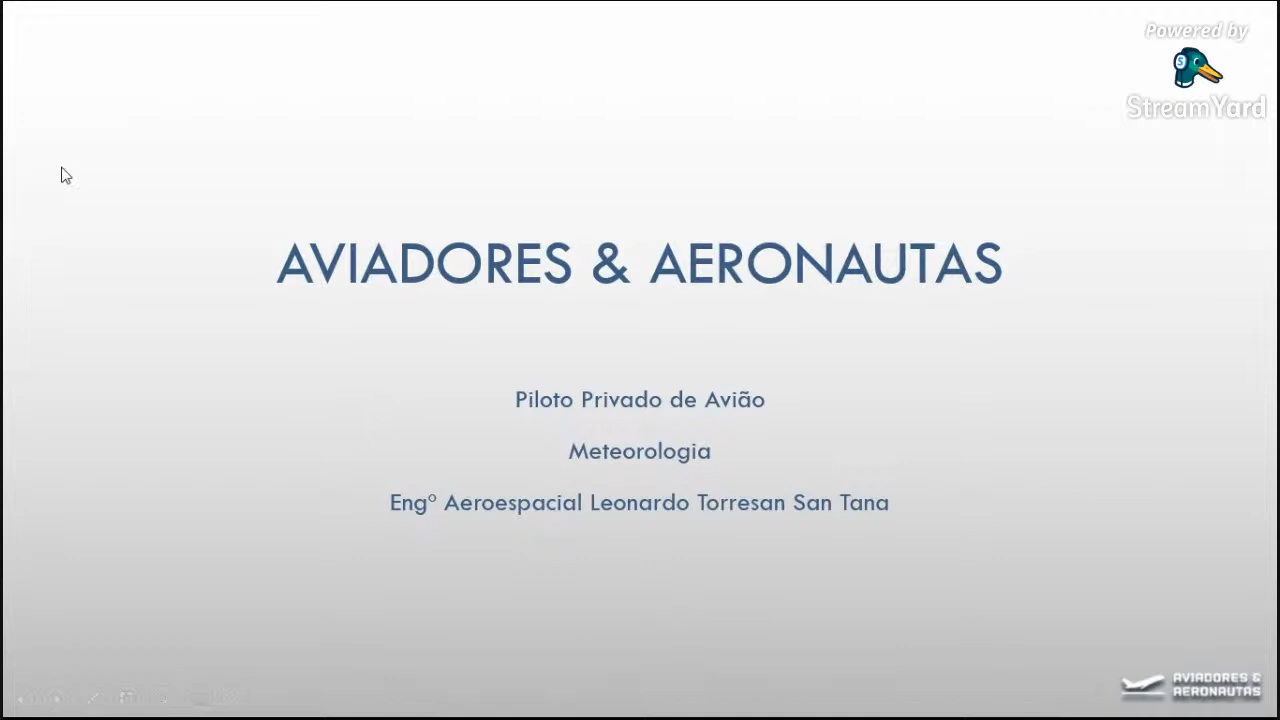 Powered by
StreamYard
AVIADORES & AERONAUTAS
Piloto Privado de Avião
Meteorologia
Engº Aeroespacial Leonardo Torresan San Tana
AVIADORES &
AERONAUTAS